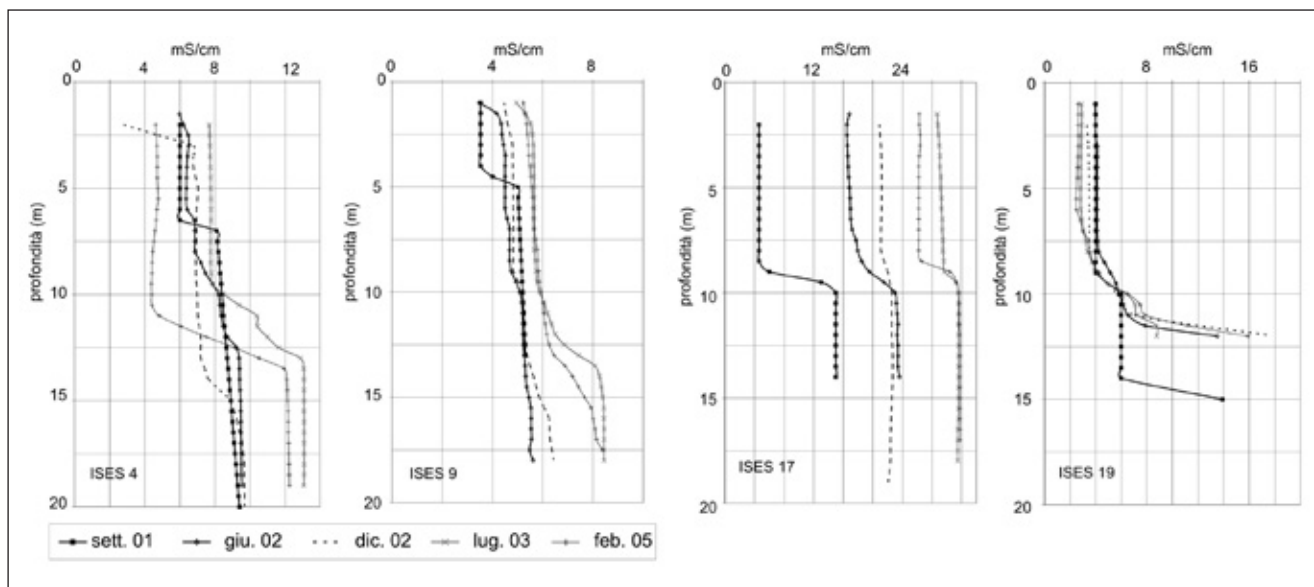 mS/cm
0 4 8 12
0
5
10
15
20
profondità (m)
ISES 4
mS/cm
4 8
0
5
10
15
20
profondità (m)
ISES 9
mS/cm
0 12 24
0
5
10
15
20
profondità (m)
ISES 17
mS/cm
0 8 16
0
5
10
15
20
profondità (m)
ISES 19
sett. 01 giu. 02 dic. 02 lug. 03 feb. 05